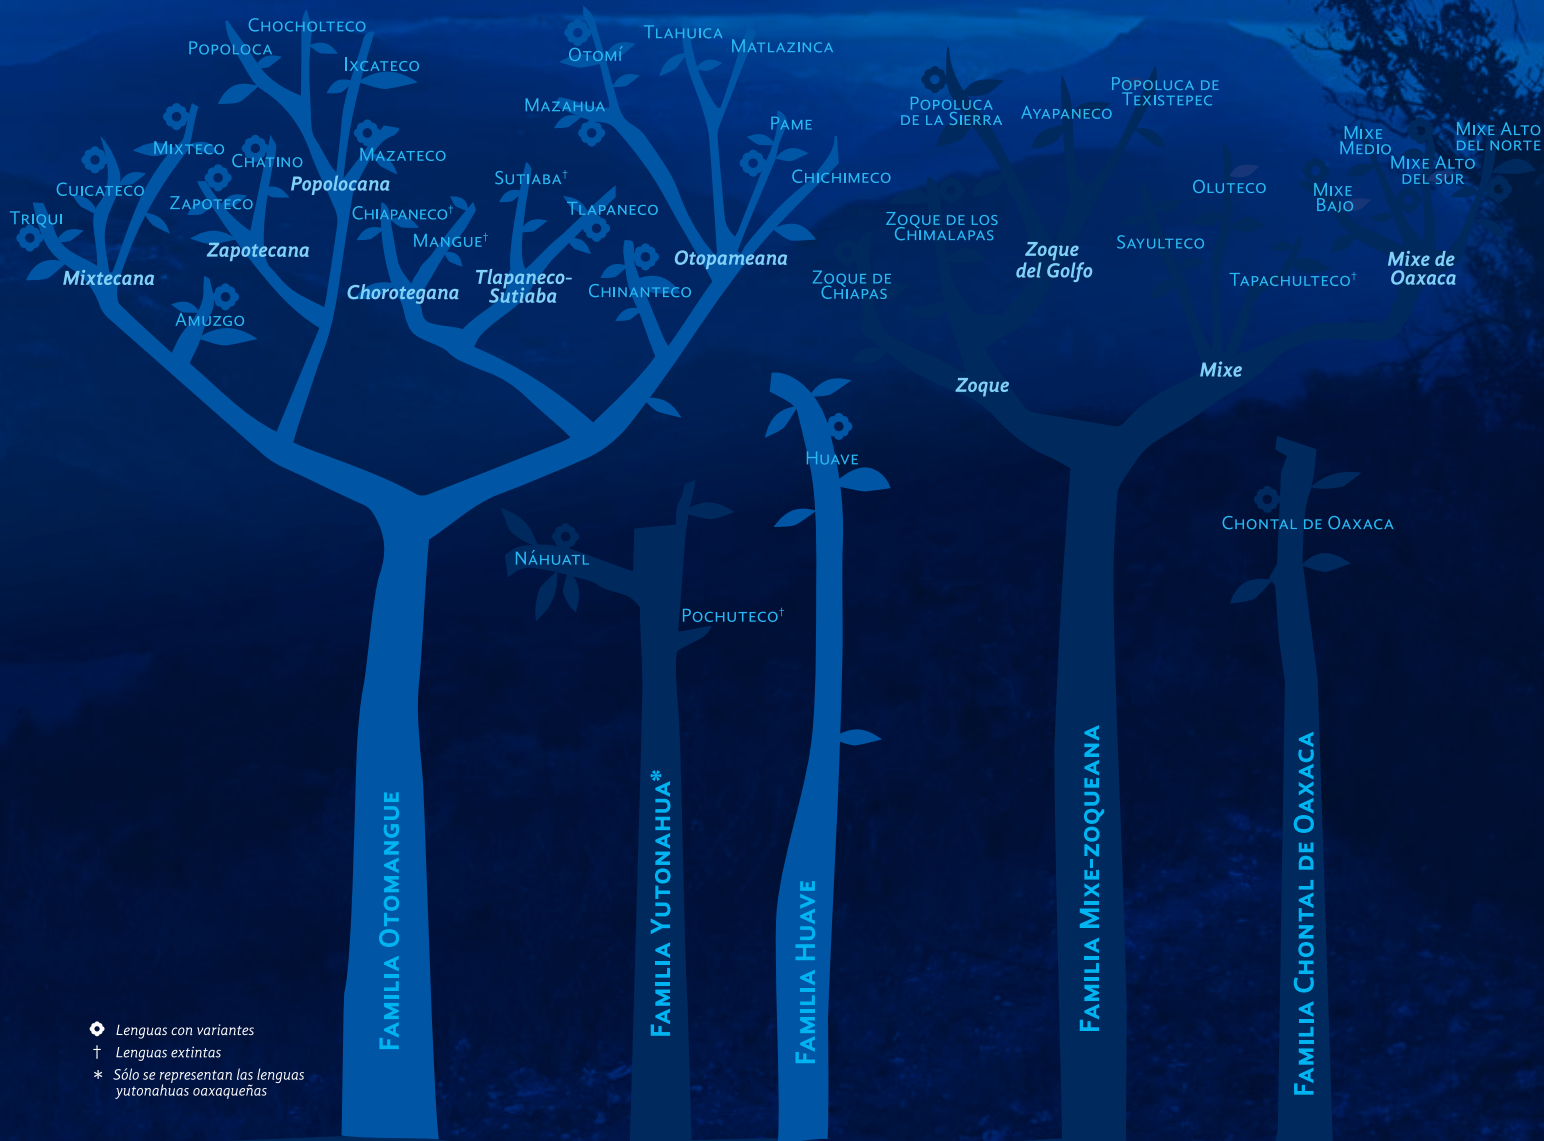 Chocholteco
Popoloca
Ixcateco
Mixteco
Chatino
Mazateco
Popolocana
Cuicateco
Zapoteco
Triqui
Zapotecana
Mixtecana
Amuzgo
Chiapaneco†
Mangue†
Chorotegana
Sutiaba†
Tlapaneco
Tlapaneco-
Sutiaba
Otomí
Tlahuica
Matlazinca
Mazahua
Pame
Chichimeco
Otopameana
Chinanteco
Popoluca
de la Sierra
Ayapaneco
Popoluca de
Texistepec
Zoque de los
Chimalapas
Zoque
del Golfo
Zoque de
Chiapas
Zoque
Oluteco
Sayulteco
Tapachulteco†
Mixe
Mixe
Medio
Mixe Alto
del norte
Mixe Alto
del sur
Mixe
Bajo
Mixe de
Oaxaca
Huave
Náhuatl
Pochuteco†
Chontal de Oaxaca
Familia Otomangue
Familia Yutonahua*
Familia Huave
Familia Mixe-zoqueana
Familia Chontal de Oaxaca
Lenguas con variantes
† Lenguas extintas
* Sólo se representan las lenguas
yutonahuas oaxaqueñas